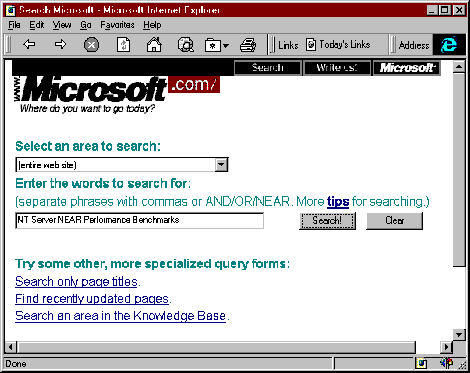 Search Microsoft - Microsoft Internet Explorer
File Edit View Go Favorites Help
Links Today's Links Address
Search Write Us! Microsoft
www.Microsoft.com/
Where do you want to go today?
Select an area to search:
(entire web site)
Enter the words to search for:
(separate phrases with commas or AND/OR/NEAR. More tips for searching.)
NT Server NEAR Performance Benchmarks Search! Clear
Try some other, more specialized query forms:
Search only page titles.
Find recently updated pages.
Search an area in the Knowledge Base.
Done